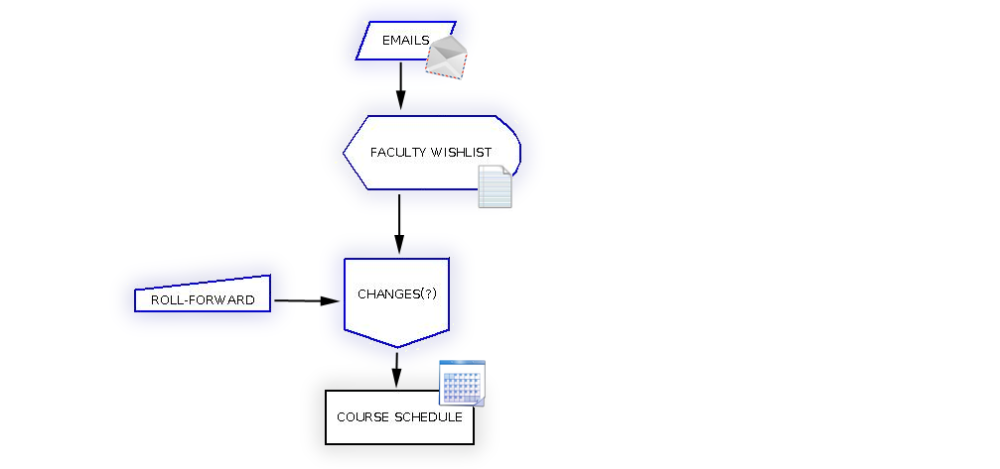 EMAILS
FACULTY WISHLIST
ROLL-FORWARD
CHANGES(?)
COURSE SCHEDULE